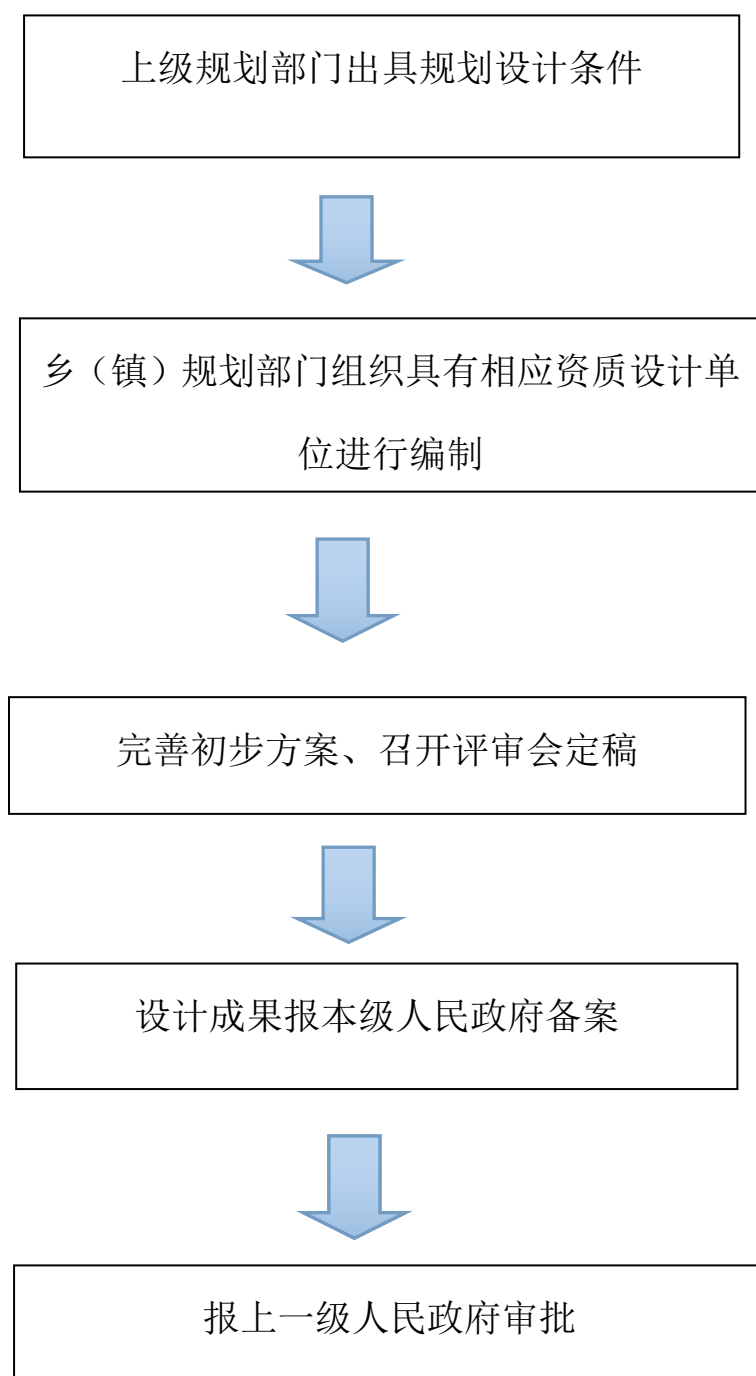 上级规划部门出具规划设计条件
乡（镇）规划部门组织具有相应资质设计单
位进行编制
完善初步方案、召开评审会定稿
设计成果报本级人民政府备案
报上一级人民政府审批